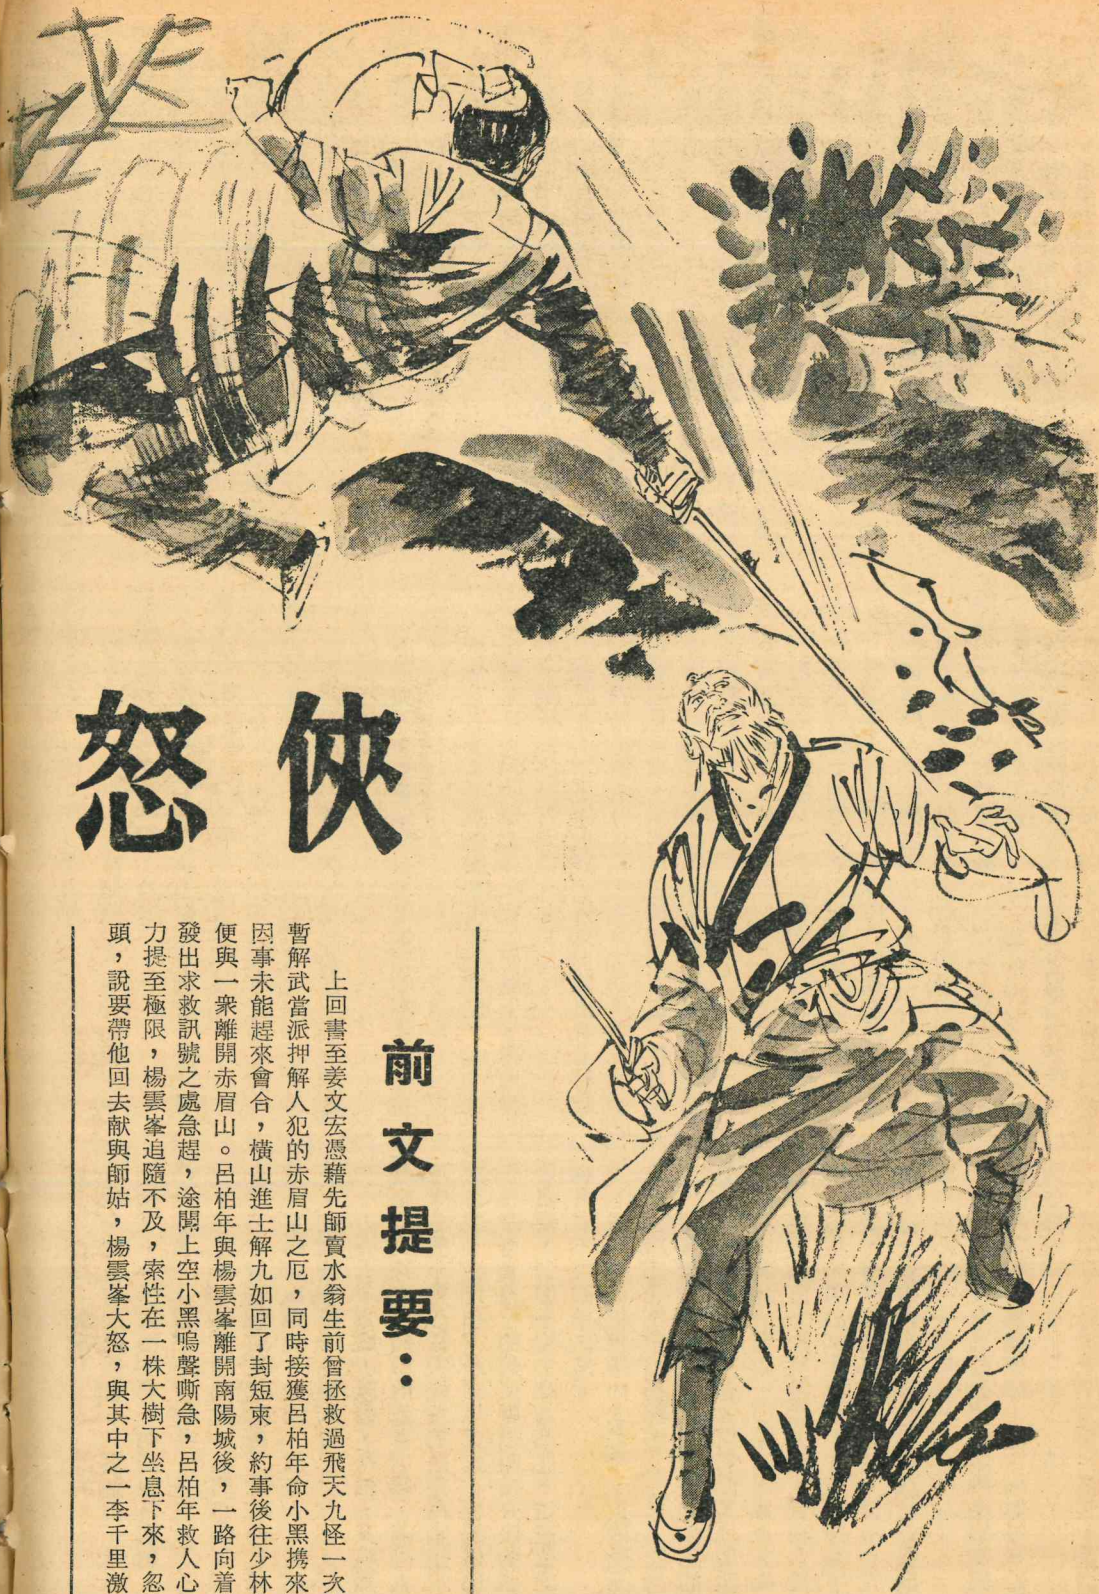 俠怒
前文提要：
上回書至姜文宏憑藉先師賣水翁生前曾拯救過飛天九怪一次
暫解武當派押解人犯的赤眉山之厄，同時接獲呂柏年命小黑携來
因事未能趕來會合，橫山進士解九如回了封短柬，約事後往少林
便與一衆離開赤眉山。呂柏年與楊雲峯離開南陽城後，一路向着
發出求救訊號之處急趕，途聞上空小黑鳴聲嘶急，呂柏年救人心
力提至極限，楊雲峯追隨不及，索性在一株大樹下坐息下來，忽
頭，說要帶他回去献與師姑，楊雲峯大怒，與其中之一李千里激